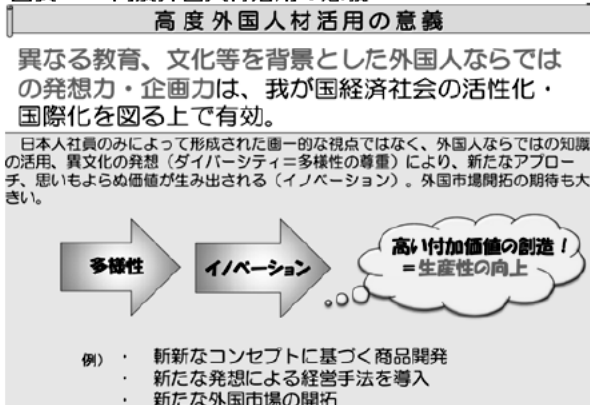 高度外国人材活用の意義
異なる教育、文化等を背景とした外国人ならでは
の発想力・企画力は、我が国経済社会の活性化・
国際化を図る上で有効。
日本人社員のみによって形成された画一的な視点ではなく、外国人ならではの知識
の活用、異文化の発想（ダイバーシティ＝多様性の尊重）により、新たなアプロー
チ、思いもよらぬ価値が生み出される（イノベーション）。外国市場開拓の期待も大
きい。
多様性
イノベーション
高い付加価値の創造！
＝生産性の向上
例）・ 斬新なコンセプトに基づく商品開発
・ 新たな発想による経営手法を導入
・ 新たな外国市場の開拓